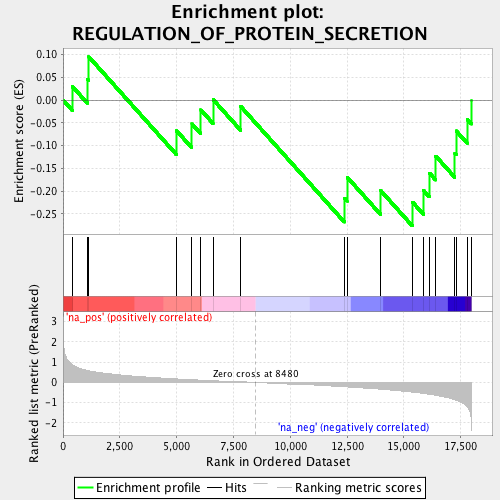 Enrichment plot:
REGULATION_OF_PROTEIN_SECRETION
Enrichment score (ES)
0.10
0.05
0.00
-0.05
-0.10
-0.15
-0.20
-0.25
'na_pos' (positively correlated)
Ranked list metric (PreRanked)
3
2
1
0
-1
-2
Zero cross at 8480
'na_neg' (negatively correlated)
0 2,500 5,000 7,500 10,000 12,500 15,000 17,500
Rank in Ordered Dataset
Enrichment profile Hits Ranking metric scores